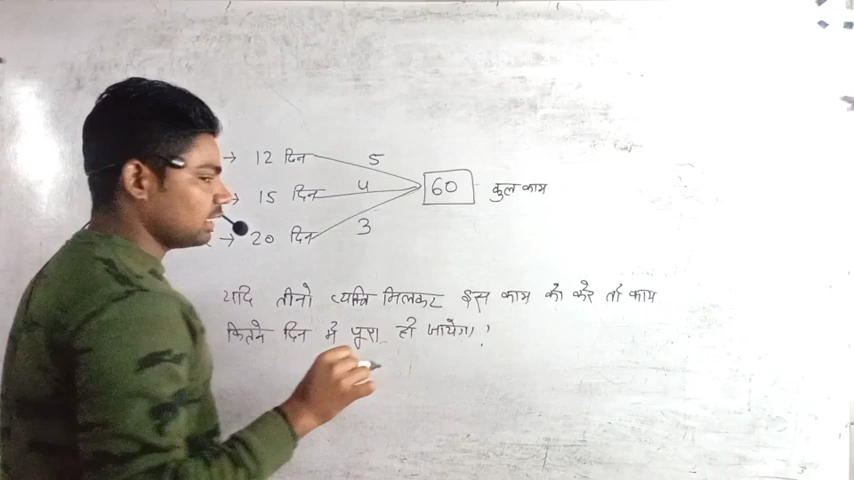 → 12 दिन 5
→ 15 दिन 4 60 कुल काम
→ 20 दिन 3
यदि तीनो व्यक्ति मिलकर इस काम को करे तो काम
कितने दिन मे पूरा हो जायेगा!